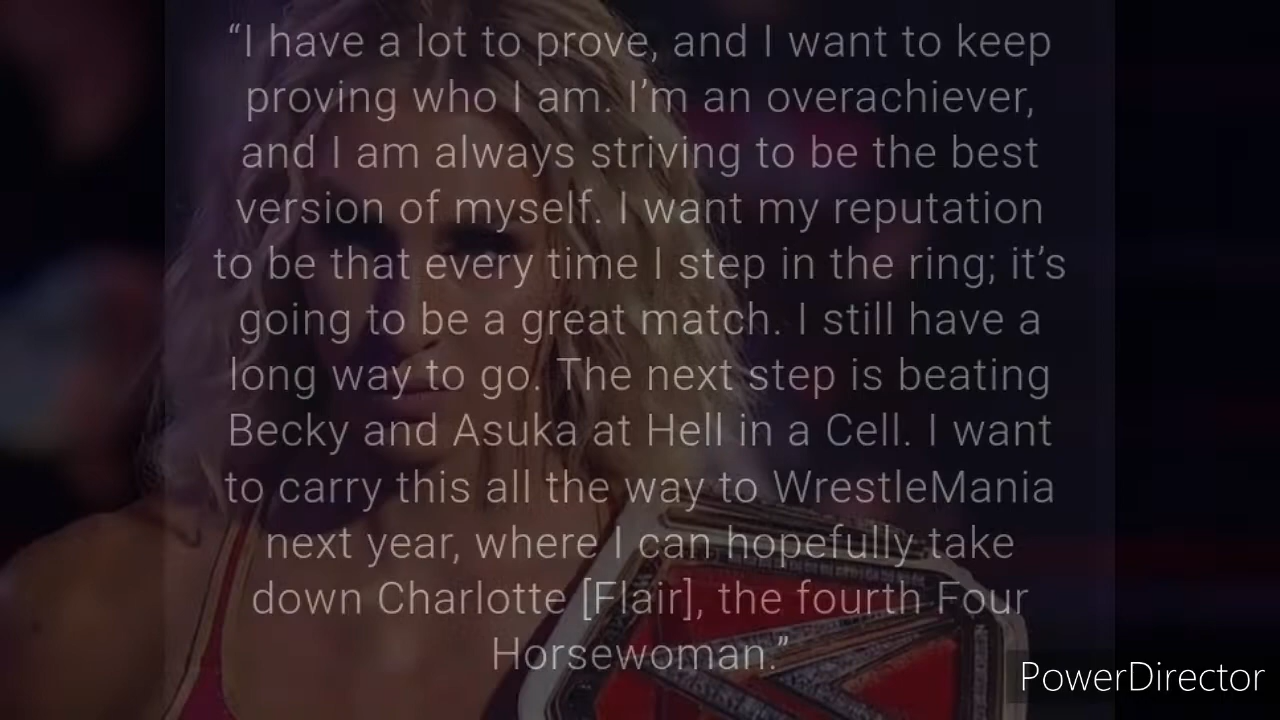 “I have a lot to prove, and I want to keep
proving who I am. I’m an overachiever,
and I am always striving to be the best
version of myself. I want my reputation
to be that every time I step in the ring; it’s
going to be a great match. I still have a
long way to go. The next step is beating
Becky and Asuka at Hell in a Cell. I want
to carry this all the way to WrestleMania
next year, where I can hopefully take
down Charlotte [Flair], the fourth Four
Horsewoman.”
PowerDirector